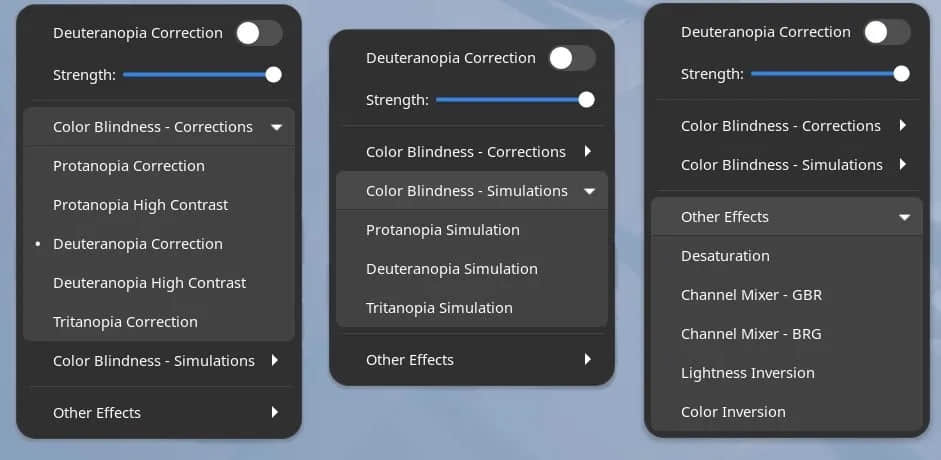 Deuteranopia Correction
Strength:
Color Blindness - Corrections
Protanopia Correction
Protanopia High Contrast
Deuteranopia Correction
Deuteranopia High Contrast
Tritanopia Correction
Color Blindness - Simulations
Other Effects
Deuteranopia Correction
Strength:
Color Blindness - Corrections
Color Blindness - Simulations
Protanopia Simulation
Deuteranopia Simulation
Tritanopia Simulation
Other Effects
Deuteranopia Correction
Strength:
Color Blindness - Corrections
Color Blindness - Simulations
Other Effects
Desaturation
Channel Mixer - GBR
Channel Mixer - BRG
Lightness Inversion
Color Inversion